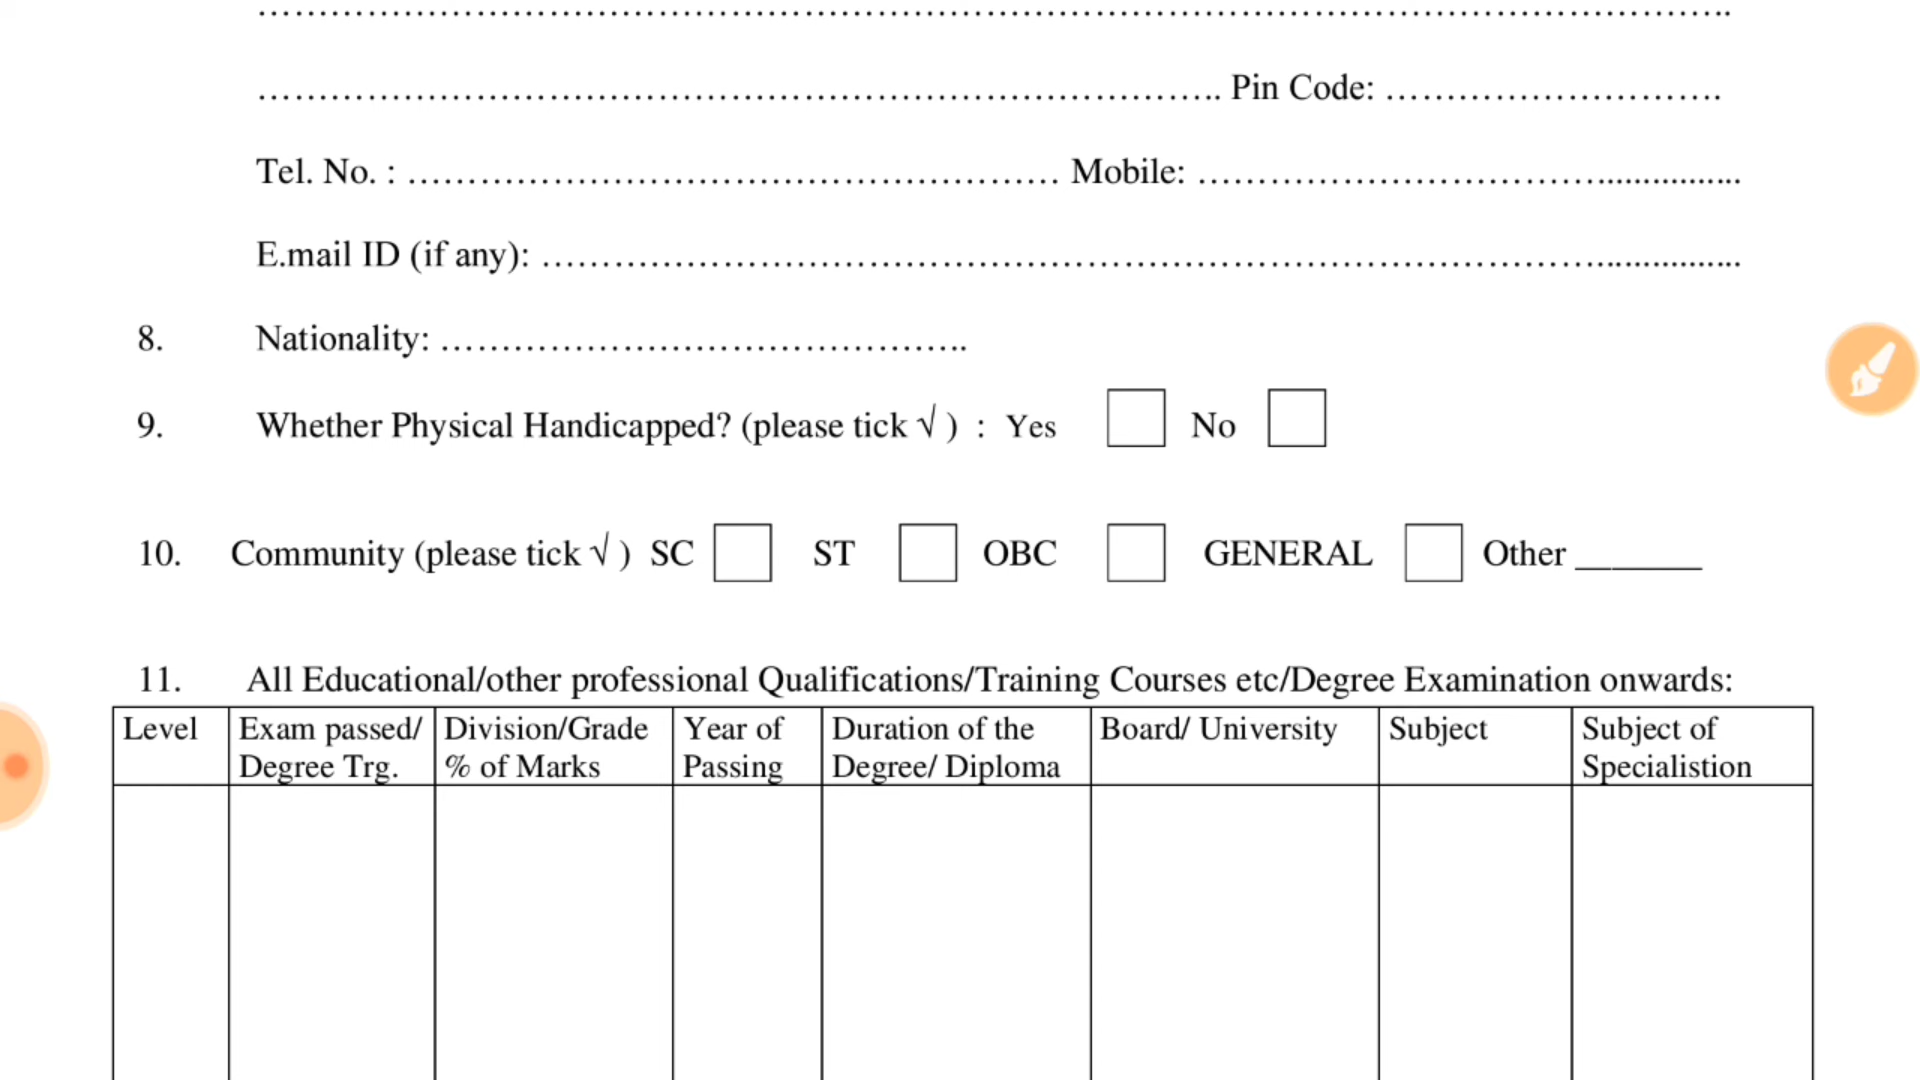 ……………………………………………………………………………………………………………..
…………………………………………………………………….. Pin Code: ……………………….
Tel. No. : ……………………………………………… Mobile: ……………………………...............
E.mail ID (if any): ……………………………………………………………………………...............
8. Nationality: ……………………………………..
9. Whether Physical Handicapped? (please tick √ ) : Yes No
10. Community (please tick √ ) SC ST OBC GENERAL Other _______
11. All Educational/other professional Qualifications/Training Courses etc/Degree Examination onwards:
Level Exam passed/ Division/Grade Year of Duration of the Board/ University Subject Subject of
Degree Trg. % of Marks Passing Degree/ Diploma Specialistion